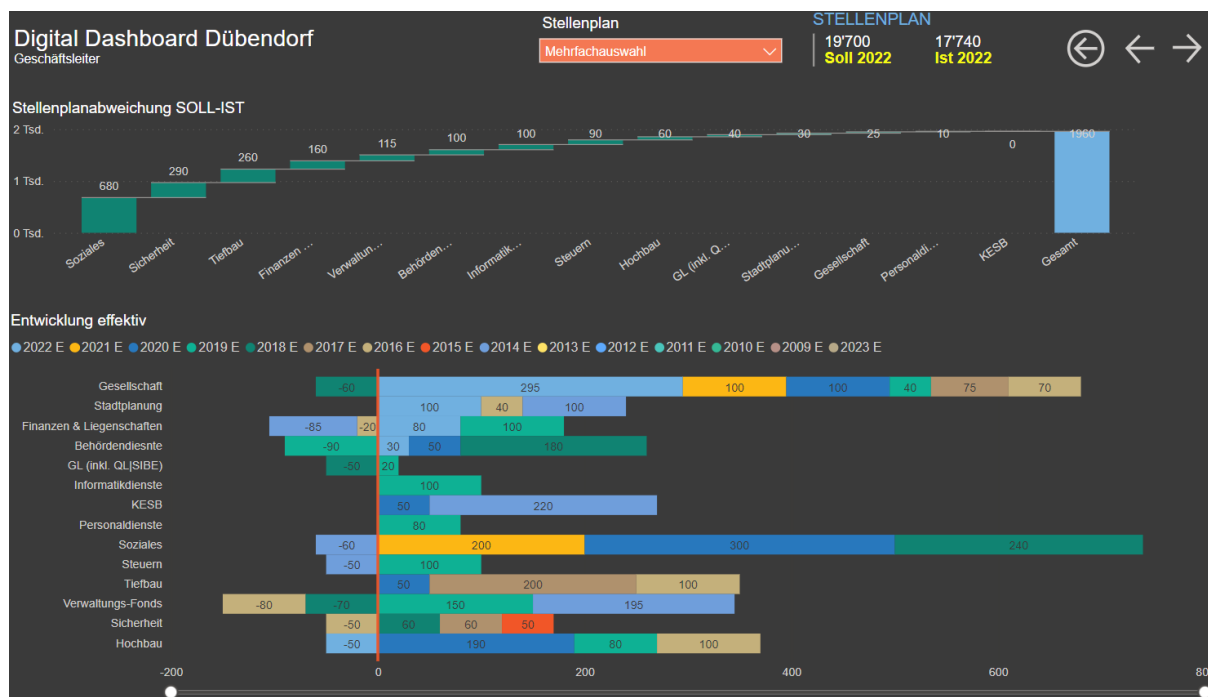 Digital Dashboard Dübendorf
Geschäftsleiter
Stellenplan
Mehrfachauswahl
STELLENPLAN
19'700 17'740
Soll 2022 Ist 2022
Stellenplanabweichung SOLL-IST
2 Tsd.
1 Tsd.
0 Tsd.
680 290 260 160 115 100 100 90 60 40 30 25 10 0 1960
Soziales Sicherheit Tiefbau Finanzen ... Verwaltun... Behörden... Informatik... Steuern Hochbau GL (inkl. Q... Stadtplanu... Gesellschaft Personaldi... KESB Gesamt
Entwicklung effektiv
2022 E 2021 E 2020 E 2019 E 2018 E 2017 E 2016 E 2015 E 2014 E 2013 E 2012 E 2011 E 2010 E 2009 E 2023 E
Gesellschaft -60 295 100 100 40 75 70
Stadtplanung 100 40 100
Finanzen & Liegenschaften -85 -20 80 100
Behördendiesnte -90 30 50 180
GL (inkl. QL|SIBE) -50 20
Informatikdienste 100
KESB 50 220
Personaldienste 80
Soziales -60 200 300 240
Steuern -50 100
Tiefbau 50 200 100
Verwaltungs-Fonds -80 -70 150 195
Sicherheit -50 60 60 50
Hochbau -50 190 80 100
-200 0 200 400 600 80